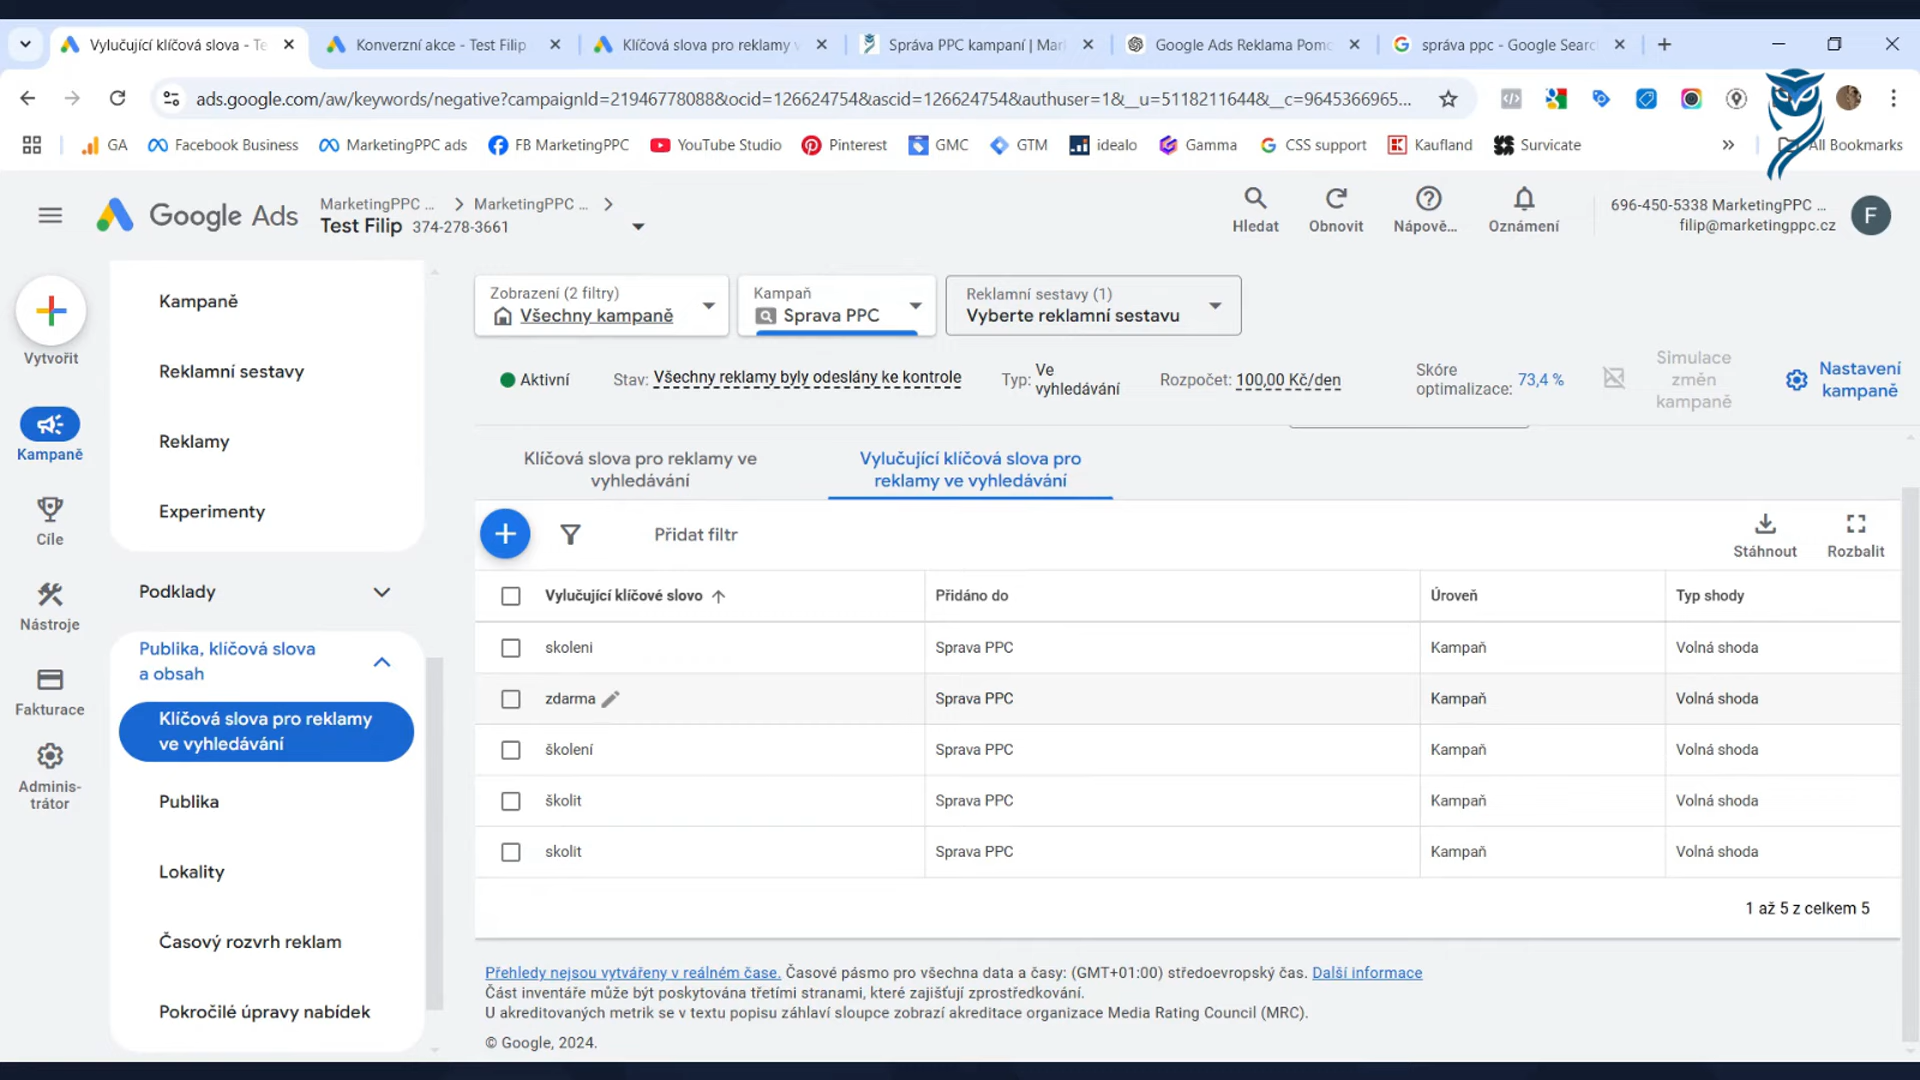 Vylučující klíčová slova - Te
Konverzní akce - Test Filip
Klíčová slova pro reklamy v
Správa PPC kampaní | Mar
Google Ads Reklama Pomo
správa ppc - Google Searc
ads.google.com/aw/keywords/negative?campaignId=21946778088&ocid=126624754&ascid=126624754&authuser=1&__u=5118211644&__c=9645366965...
GA
Facebook Business
MarketingPPC ads
FB MarketingPPC
YouTube Studio
Pinterest
GMC
GTM
idealo
Gamma
CSS support
Kaufland
Survicate
All Bookmarks
Google Ads
MarketingPPC ...
MarketingPPC ...
Test Filip 374-278-3661
Hledat
Obnovit
Nápově...
Oznámení
696-450-5338 MarketingPPC ...
filip@marketingppc.cz
F
Vytvořit
Kampaně
Cíle
Nástroje
Fakturace
Adminis-
trátor
Kampaně
Reklamní sestavy
Reklamy
Experimenty
Podklady
Publika, klíčová slova
a obsah
Klíčová slova pro reklamy
ve vyhledávání
Publika
Lokality
Časový rozvrh reklam
Pokročilé úpravy nabídek
Zobrazení (2 filtry)
Všechny kampaně
Kampaň
Sprava PPC
Reklamní sestavy (1)
Vyberte reklamní sestavu
Aktivní
Stav: Všechny reklamy byly odeslány ke kontrole
Typ: Ve
vyhledávání
Rozpočet: 100,00 Kč/den
Skóre
optimalizace: 73,4 %
Simulace
změn
kampaně
Nastavení
kampaně
Klíčová slova pro reklamy ve
vyhledávání
Vylučující klíčová slova pro
reklamy ve vyhledávání
Přidat filtr
Stáhnout
Rozbalit
Vylučující klíčové slovo
Přidáno do
Úroveň
Typ shody
skoleni
Sprava PPC
Kampaň
Volná shoda
zdarma
Sprava PPC
Kampaň
Volná shoda
školení
Sprava PPC
Kampaň
Volná shoda
školit
Sprava PPC
Kampaň
Volná shoda
skolit
Sprava PPC
Kampaň
Volná shoda
1 až 5 z celkem 5
Přehledy nejsou vytvářeny v reálném čase. Časové pásmo pro všechna data a časy: (GMT+01:00) středoevropský čas. Další informace
Část inventáře může být poskytována třetími stranami, které zajišťují zprostředkování.
U akreditovaných metrik se v textu popisu záhlaví sloupce zobrazí akreditace organizace Media Rating Council (MRC).
© Google, 2024.